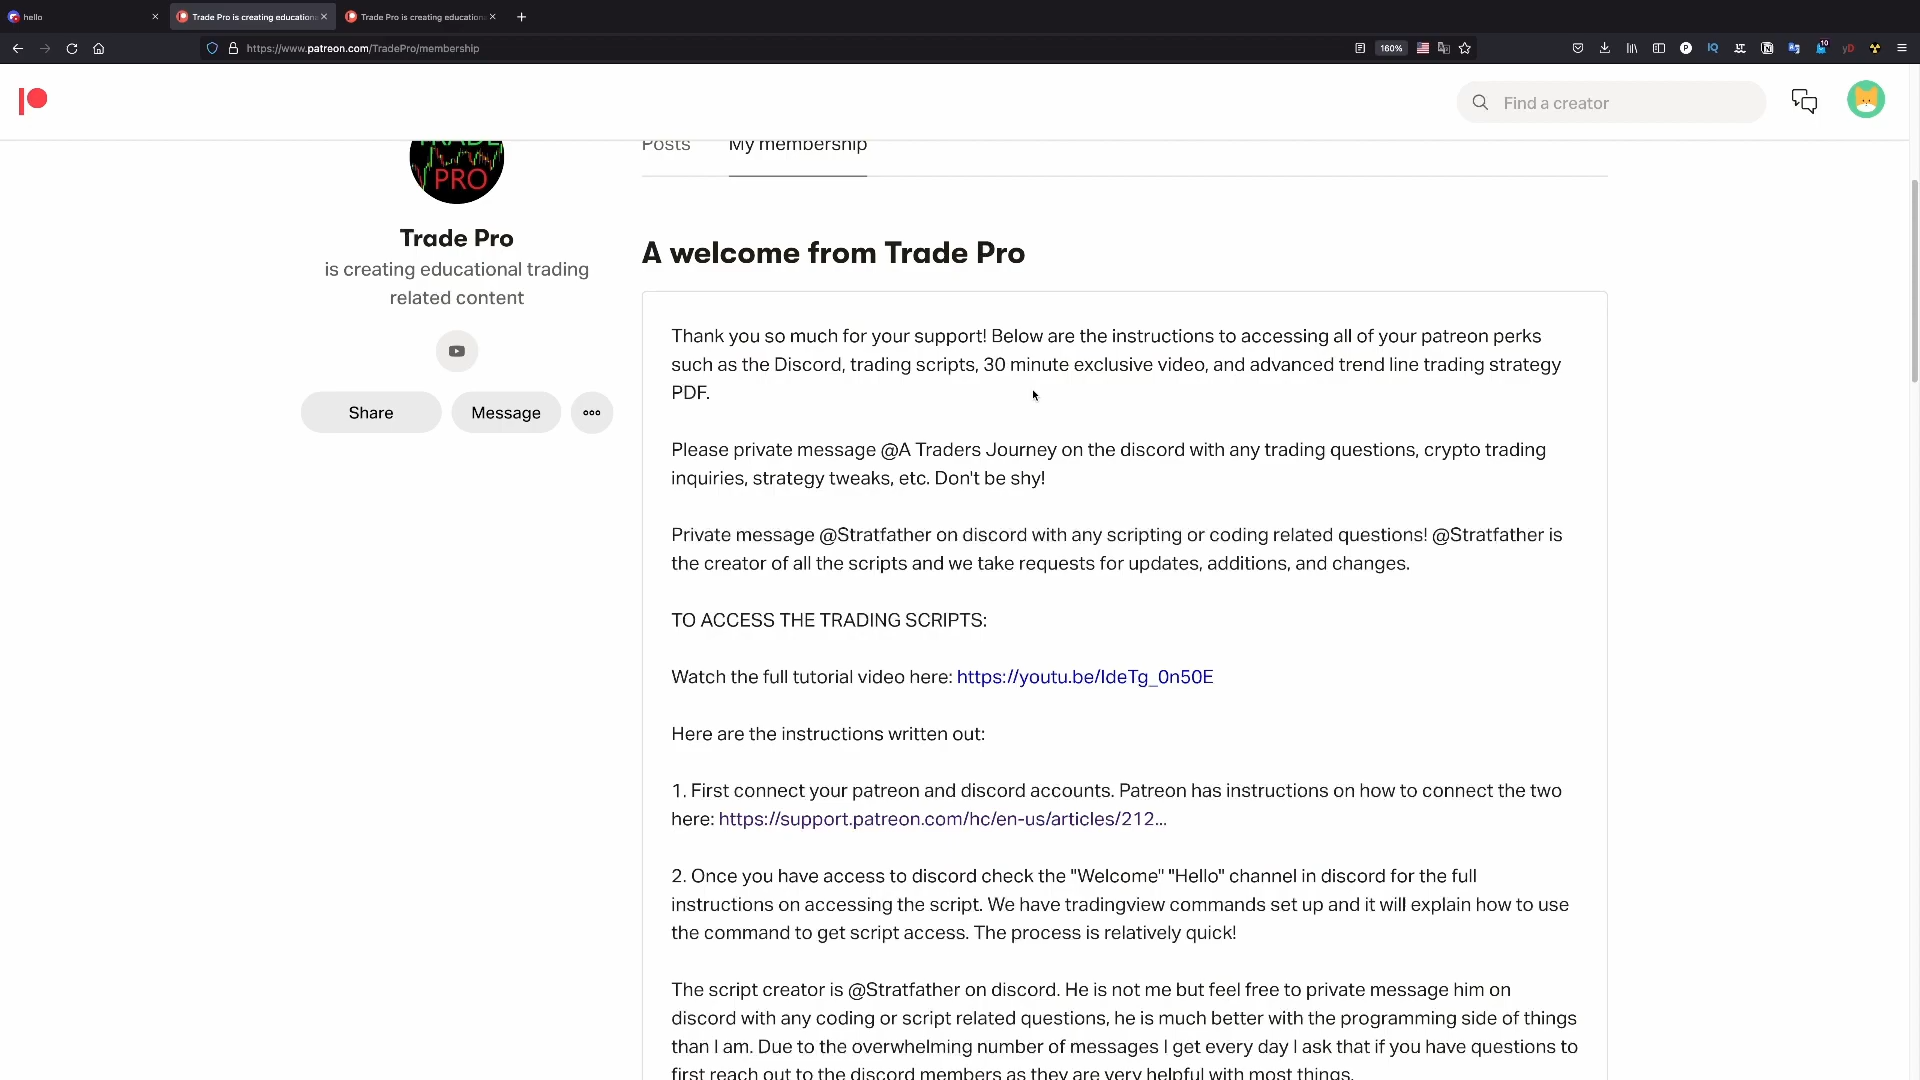 hello
Trade Pro is creating education
Trade Pro is creating education
https://www.patreon.com/TradePro/membership
160%
10
Find a creator
TRADE
PRO
Posts
My membership
Trade Pro
is creating educational trading
related content
Share
Message
A welcome from Trade Pro
Thank you so much for your support! Below are the instructions to accessing all of your patreon perks
such as the Discord, trading scripts, 30 minute exclusive video, and advanced trend line trading strategy
PDF.
Please private message @A Traders Journey on the discord with any trading questions, crypto trading
inquiries, strategy tweaks, etc. Don't be shy!
Private message @Stratfather on discord with any scripting or coding related questions! @Stratfather is
the creator of all the scripts and we take requests for updates, additions, and changes.
TO ACCESS THE TRADING SCRIPTS:
Watch the full tutorial video here: https://youtu.be/IdeTg_0n50E
Here are the instructions written out:
1. First connect your patreon and discord accounts. Patreon has instructions on how to connect the two
here: https://support.patreon.com/hc/en-us/articles/212...
2. Once you have access to discord check the "Welcome" "Hello" channel in discord for the full
instructions on accessing the script. We have tradingview commands set up and it will explain how to use
the command to get script access. The process is relatively quick!
The script creator is @Stratfather on discord. He is not me but feel free to private message him on
discord with any coding or script related questions, he is much better with the programming side of things
than I am. Due to the overwhelming number of messages I get every day I ask that if you have questions to
first reach out to the discord members as they are very helpful with most things.